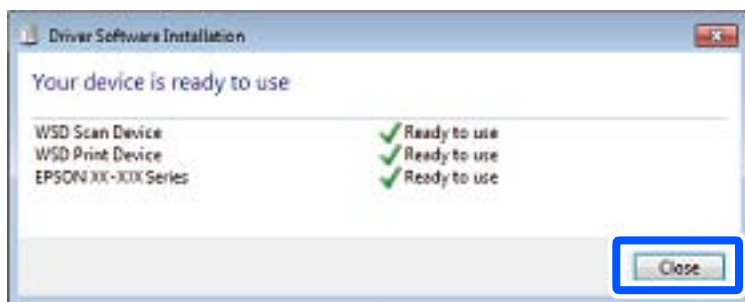 Driver Software Installation
Your device is ready to use
WSD Scan Device Ready to use
WSD Print Device Ready to use
EPSON XX-XXX Series Ready to use
Close